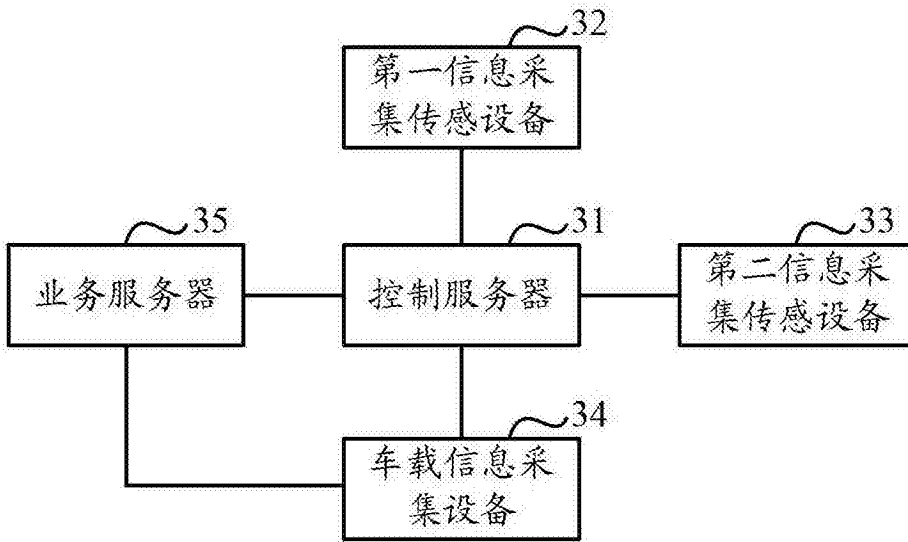 32
第一信息采
集传感设备
35
31
33
业务服务器
控制服务器
第二信息采
集传感设备
34
车载信息采
集设备